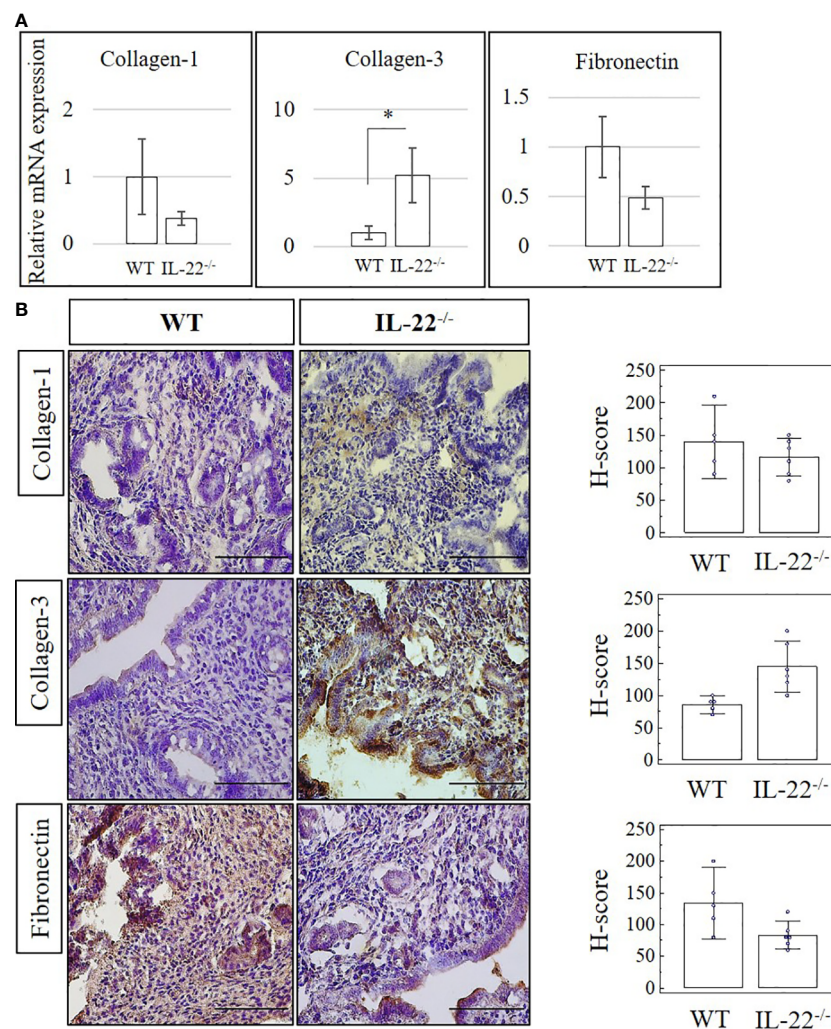 A
Relative mRNA expression
Collagen-1
2
1
0
WT IL-22-/-
Collagen-3
10
5
0
*
WT IL-22-/-
Fibronectin
1.5
1
0.5
0
WT IL-22-/-
B
WT
IL-22-/-
Collagen-1
H-score
250
200
150
100
50
0
WT IL-22-/-
Collagen-3
H-score
250
200
150
100
50
0
WT IL-22-/-
Fibronectin
H-score
250
200
150
100
50
0
WT IL-22-/-